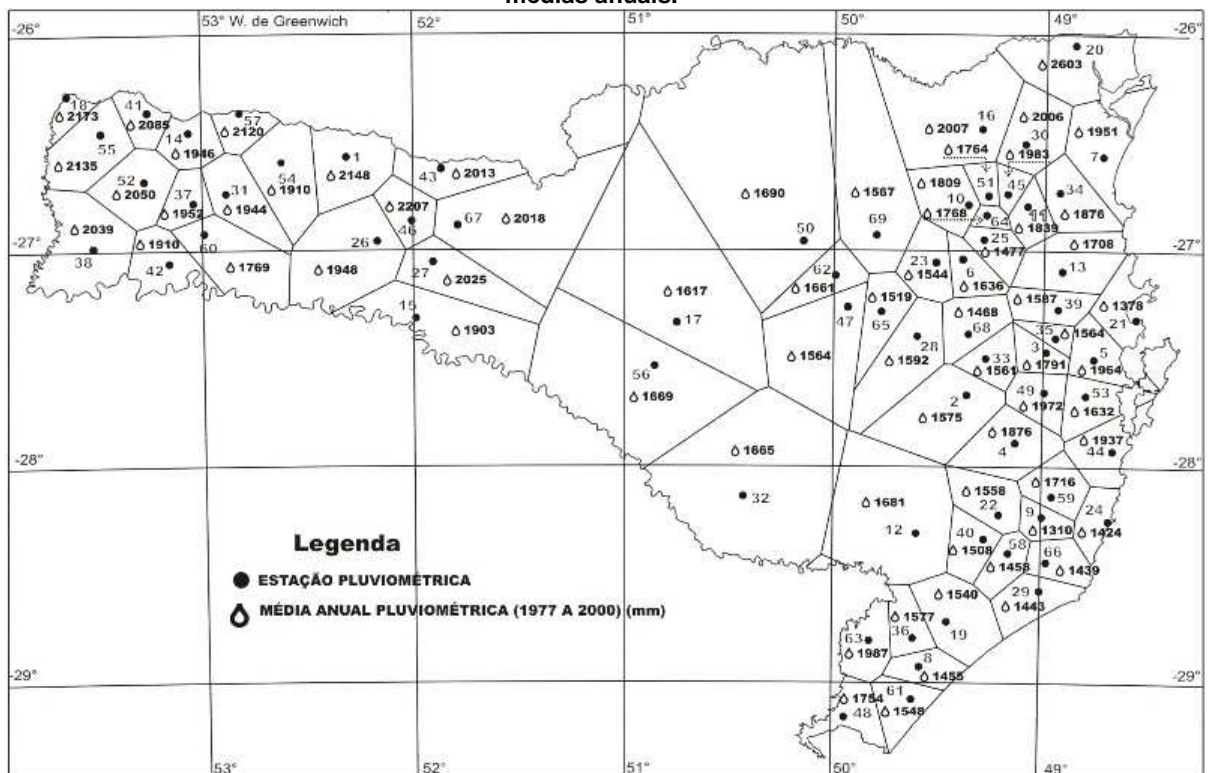 médias anuais.
53° W. de Greenwich 52° 50° 49°
-26° -26°
20
2603
18 41 57
2173 2085 2120
14 16 2006
1946 2007 30 1951
55 1764 1983 7
2135 1 43 2013
52 54 2148
2050 37 31 1910 1690 1567 1809 51 45 34
1952 1944 2207 10
67 2018 1768 64 11 1876
2039 46 69 1839
1910 60 26 50 25 1708
-27° 1477 -27°
38 42 1769 1948 27 2025 62 23 1544 6 13
1661 1636
1617 1519 1587 39 1378
15 1903 17 47 65 1468 21
28 68 35 1564
1564 1592 33 3 5
56 1561 1791 1954
1669 2 49 53
1575 1972 1632
1876 1937
1665 4 44
-28° -28°
1716
32 1681 1558 59
22 9 24
12 40 1310 1424
Legenda 1508 58 66
1453 1439
ESTAÇÃO PLUVIOMÉTRICA
1540 29
MÉDIA ANUAL PLUVIOMÉTRICA (1977 A 2000) (mm) 1577 1443
63 36 19
1987 8
-29° 1455 -29°
1754 61
48 1548
53° 52° 51° 50° 49°